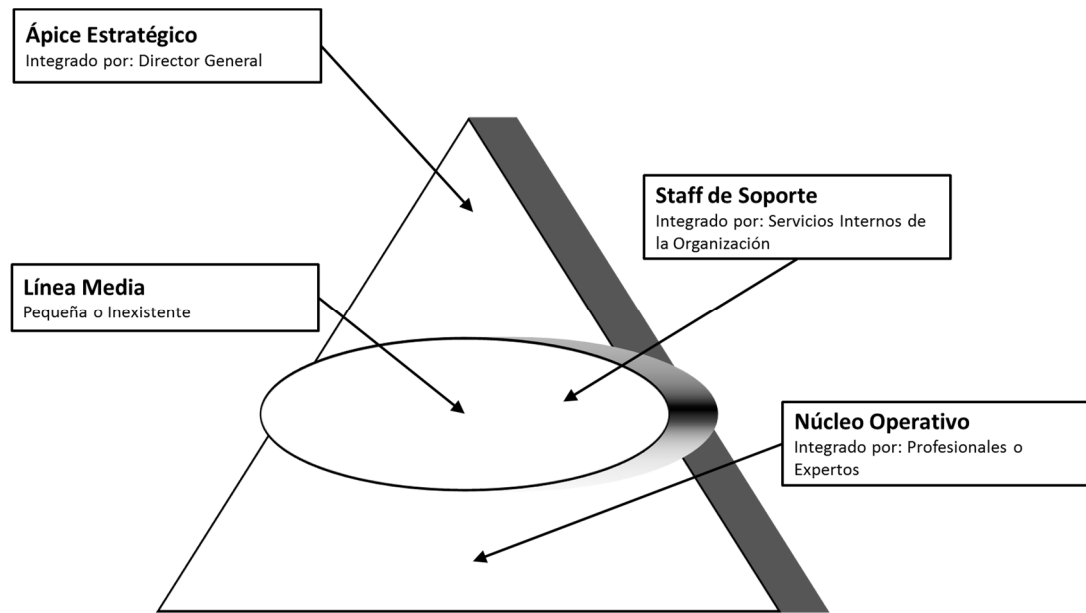 Ápice Estratégico
Integrado por: Director General
Staff de Soporte
Integrado por: Servicios Internos de
la Organización
Línea Media
Pequeña o Inexistente
Núcleo Operativo
Integrado por: Profesionales o
Expertos